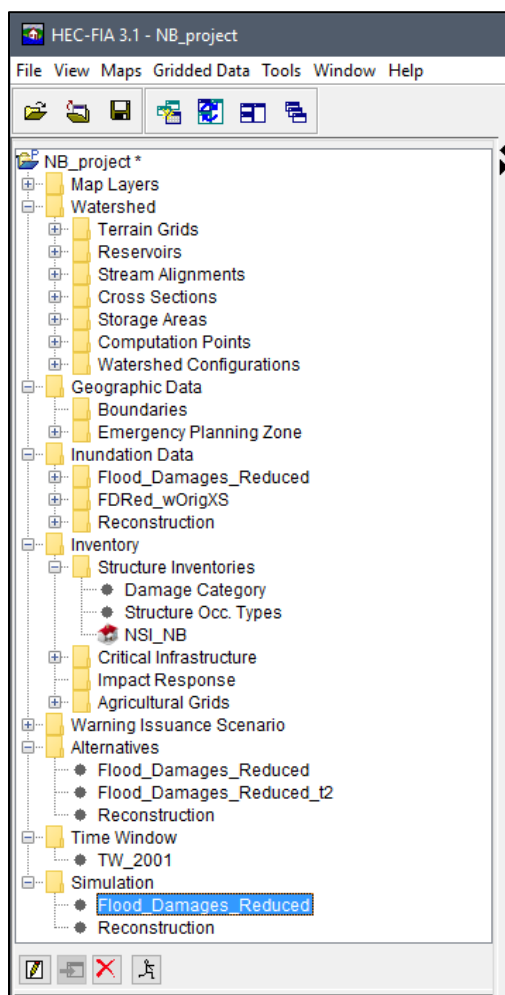 HEC-FIA 3.1 - NB_project
File View Maps Gridded Data Tools Window Help
NB_project *
Map Layers
Watershed
Terrain Grids
Reservoirs
Stream Alignments
Cross Sections
Storage Areas
Computation Points
Watershed Configurations
Geographic Data
Boundaries
Emergency Planning Zone
Inundation Data
Flood_Damages_Reduced
FDRed_wOrigXS
Reconstruction
Inventory
Structure Inventories
Damage Category
Structure Occ. Types
NSI_NB
Critical Infrastructure
Impact Response
Agricultural Grids
Warning Issuance Scenario
Alternatives
Flood_Damages_Reduced
Flood_Damages_Reduced_t2
Reconstruction
Time Window
TW_2001
Simulation
Flood_Damages_Reduced
Reconstruction